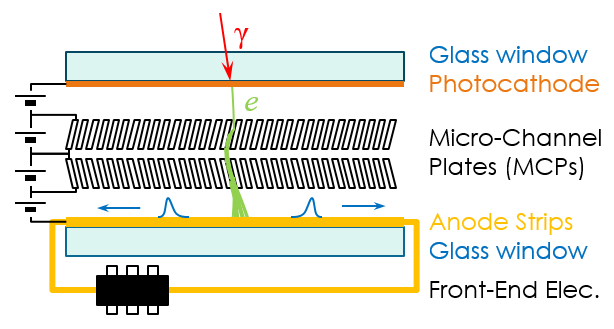 γ
Glass window
Photocathode
e
Micro-Channel
Plates (MCPs)
Anode Strips
Glass window
Front-End Elec.